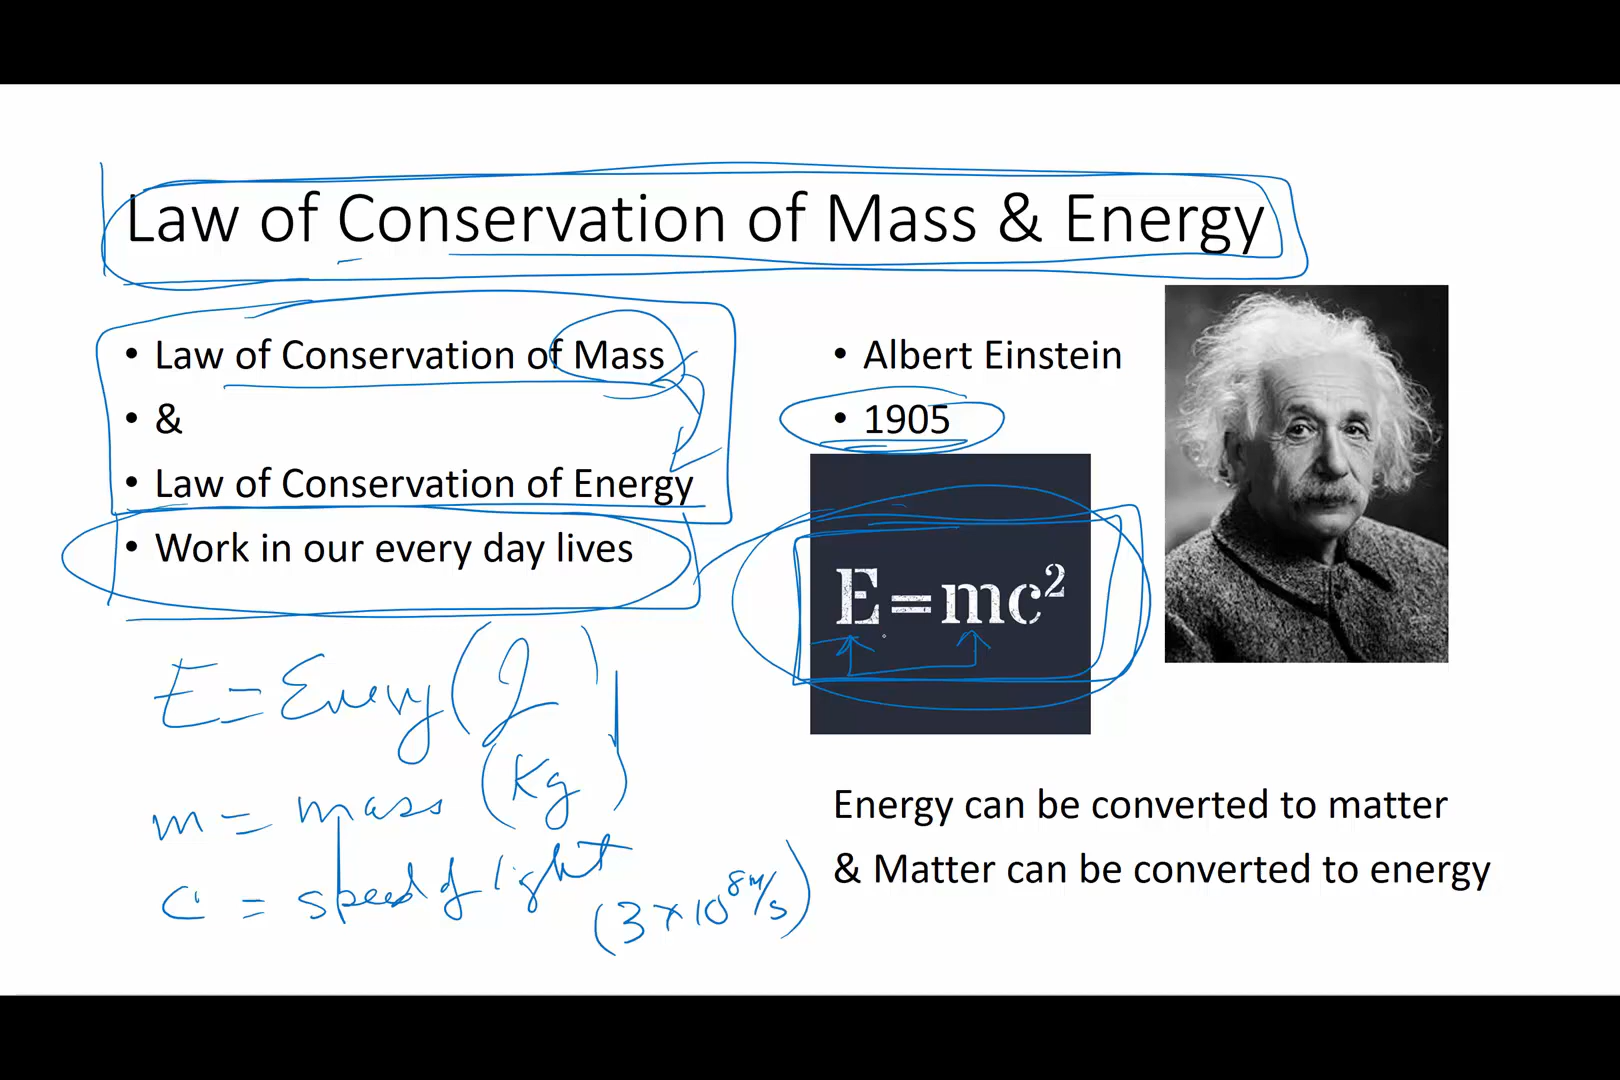 Law of Conservation of Mass & Energy
• Law of Conservation of Mass
• &
• Law of Conservation of Energy
• Work in our every day lives
• Albert Einstein
• 1905
E=mc²
Energy can be converted to matter
& Matter can be converted to energy
E = Energy (J)
m = mass (Kg)
c = speed of light
(3 × 10⁸ m/s)